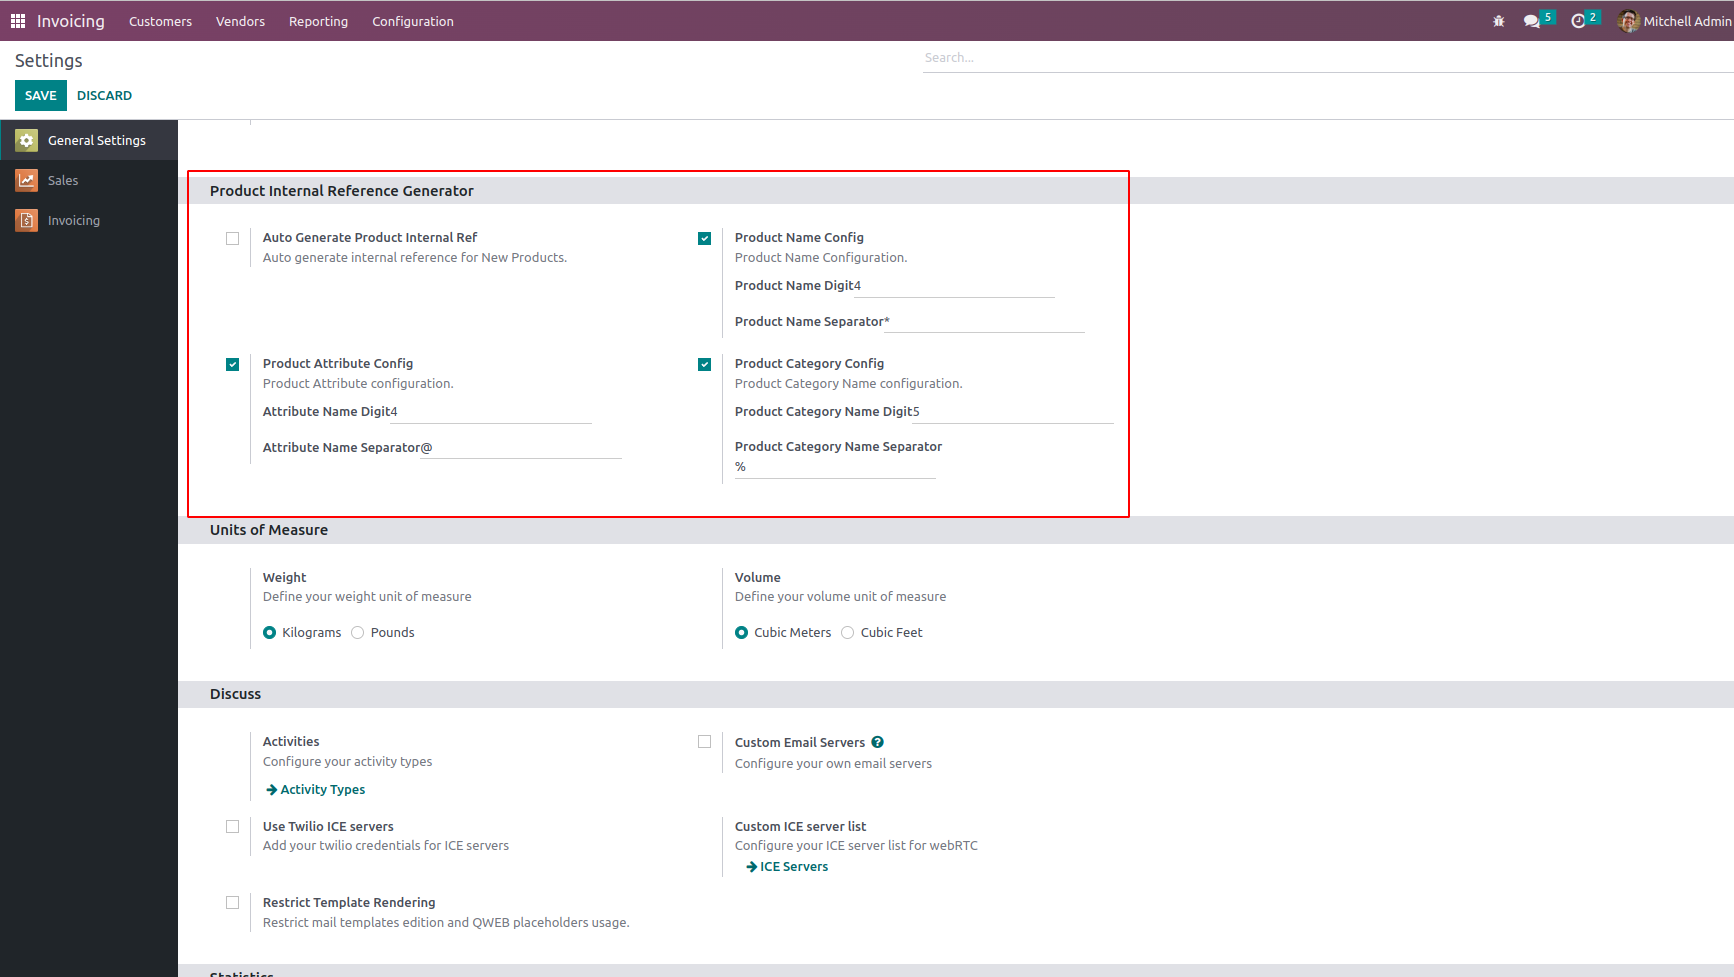 Invoicing Customers Vendors Reporting Configuration 5 2 Mitchell Admin
Settings
Search...
SAVE DISCARD
General Settings
Sales
Invoicing
Product Internal Reference Generator
Auto Generate Product Internal Ref
Auto generate internal reference for New Products.
Product Name Config
Product Name Configuration.
Product Name Digit4
Product Name Separator*
Product Attribute Config
Product Attribute configuration.
Attribute Name Digit4
Attribute Name Separator@
Product Category Config
Product Category Name configuration.
Product Category Name Digit5
Product Category Name Separator
%
Units of Measure
Weight
Define your weight unit of measure
Kilograms Pounds
Volume
Define your volume unit of measure
Cubic Meters Cubic Feet
Discuss
Activities
Configure your activity types
Activity Types
Custom Email Servers ?
Configure your own email servers
Use Twilio ICE servers
Add your twilio credentials for ICE servers
Custom ICE server list
Configure your ICE server list for webRTC
ICE Servers
Restrict Template Rendering
Restrict mail templates edition and QWEB placeholders usage.
Statistics